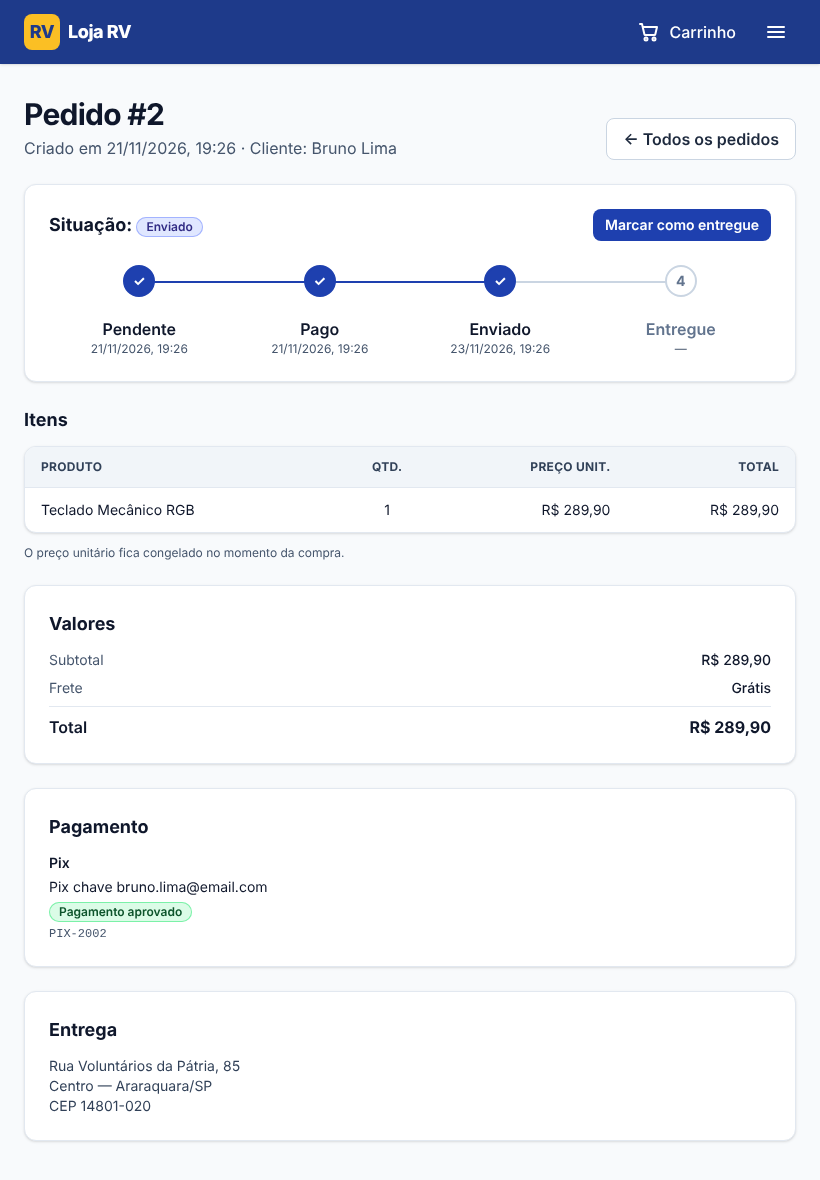 RV Loja RV Carrinho
Pedido #2
Criado em 21/11/2026, 19:26 · Cliente: Bruno Lima
← Todos os pedidos
Situação: Enviado
Marcar como entregue
4
Pendente Pago Enviado Entregue
21/11/2026, 19:26 21/11/2026, 19:26 23/11/2026, 19:26 —
Itens
PRODUTO QTD. PREÇO UNIT. TOTAL
Teclado Mecânico RGB 1 R$ 289,90 R$ 289,90
O preço unitário fica congelado no momento da compra.
Valores
Subtotal R$ 289,90
Frete Grátis
Total R$ 289,90
Pagamento
Pix
Pix chave bruno.lima@email.com
Pagamento aprovado
PIX-2002
Entrega
Rua Voluntários da Pátria, 85
Centro — Araraquara/SP
CEP 14801-020